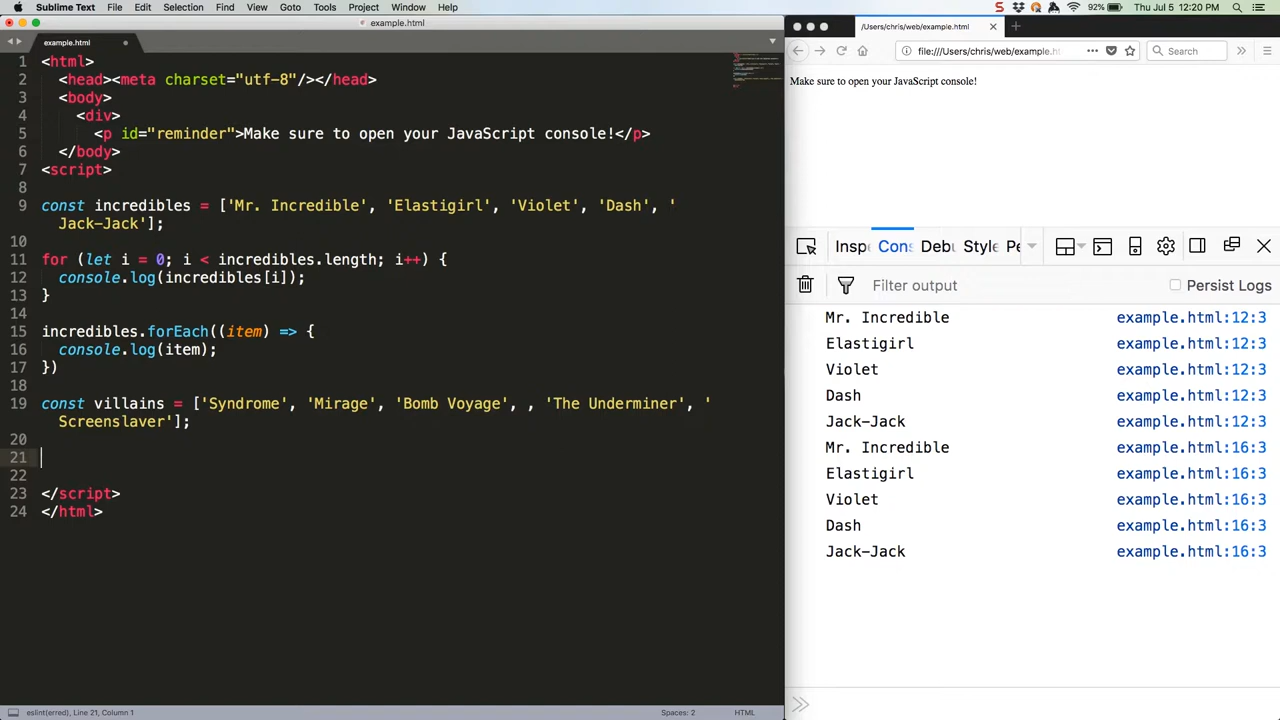 Sublime Text File Edit Selection Find View Goto Tools Project Window Help 92% Thu Jul 5 12:20 PM
example.html
example.html
1 <html>
2 <head><meta charset="utf-8"/></head>
3 <body>
4 <div>
5 <p id="reminder">Make sure to open your JavaScript console!</p>
6 </body>
7 <script>
8
9 const incredibles = ['Mr. Incredible', 'Elastigirl', 'Violet', 'Dash', '
Jack-Jack'];
10
11 for (let i = 0; i < incredibles.length; i++) {
12 console.log(incredibles[i]);
13 }
14
15 incredibles.forEach((item) => {
16 console.log(item);
17 })
18
19 const villains = ['Syndrome', 'Mirage', 'Bomb Voyage', , 'The Underminer', '
Screenslaver'];
20
21
22
23 </script>
24 </html>
eslint(erred), Line 21, Column 1 Spaces: 2 HTML
/Users/chris/web/example.html
file:///Users/chris/web/example.ht Search
Make sure to open your JavaScript console!
Inspe Cons Debu Style Pe
Filter output Persist Logs
Mr. Incredible example.html:12:3
Elastigirl example.html:12:3
Violet example.html:12:3
Dash example.html:12:3
Jack-Jack example.html:12:3
Mr. Incredible example.html:16:3
Elastigirl example.html:16:3
Violet example.html:16:3
Dash example.html:16:3
Jack-Jack example.html:16:3